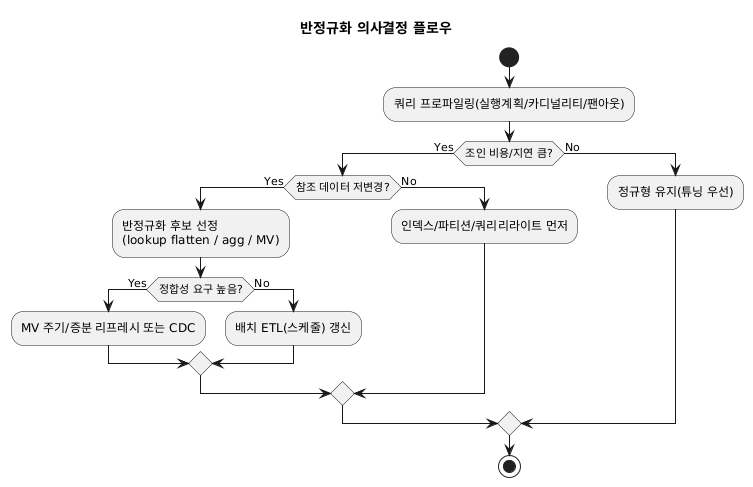 반정규화 의사결정 플로우
쿼리 프로파일링(실행계획/카디널리티/팬아웃)
Yes
조인 비용/지연 큼?
No
Yes
참조 데이터 저변경?
No
정규형 유지(튜닝 우선)
반정규화 후보 선정
(lookup flatten / agg / MV)
인덱스/파티션/쿼리리라이트 먼저
Yes
정합성 요구 높음?
No
MV 주기/증분 리프레시 또는 CDC
배치 ETL(스케줄) 갱신